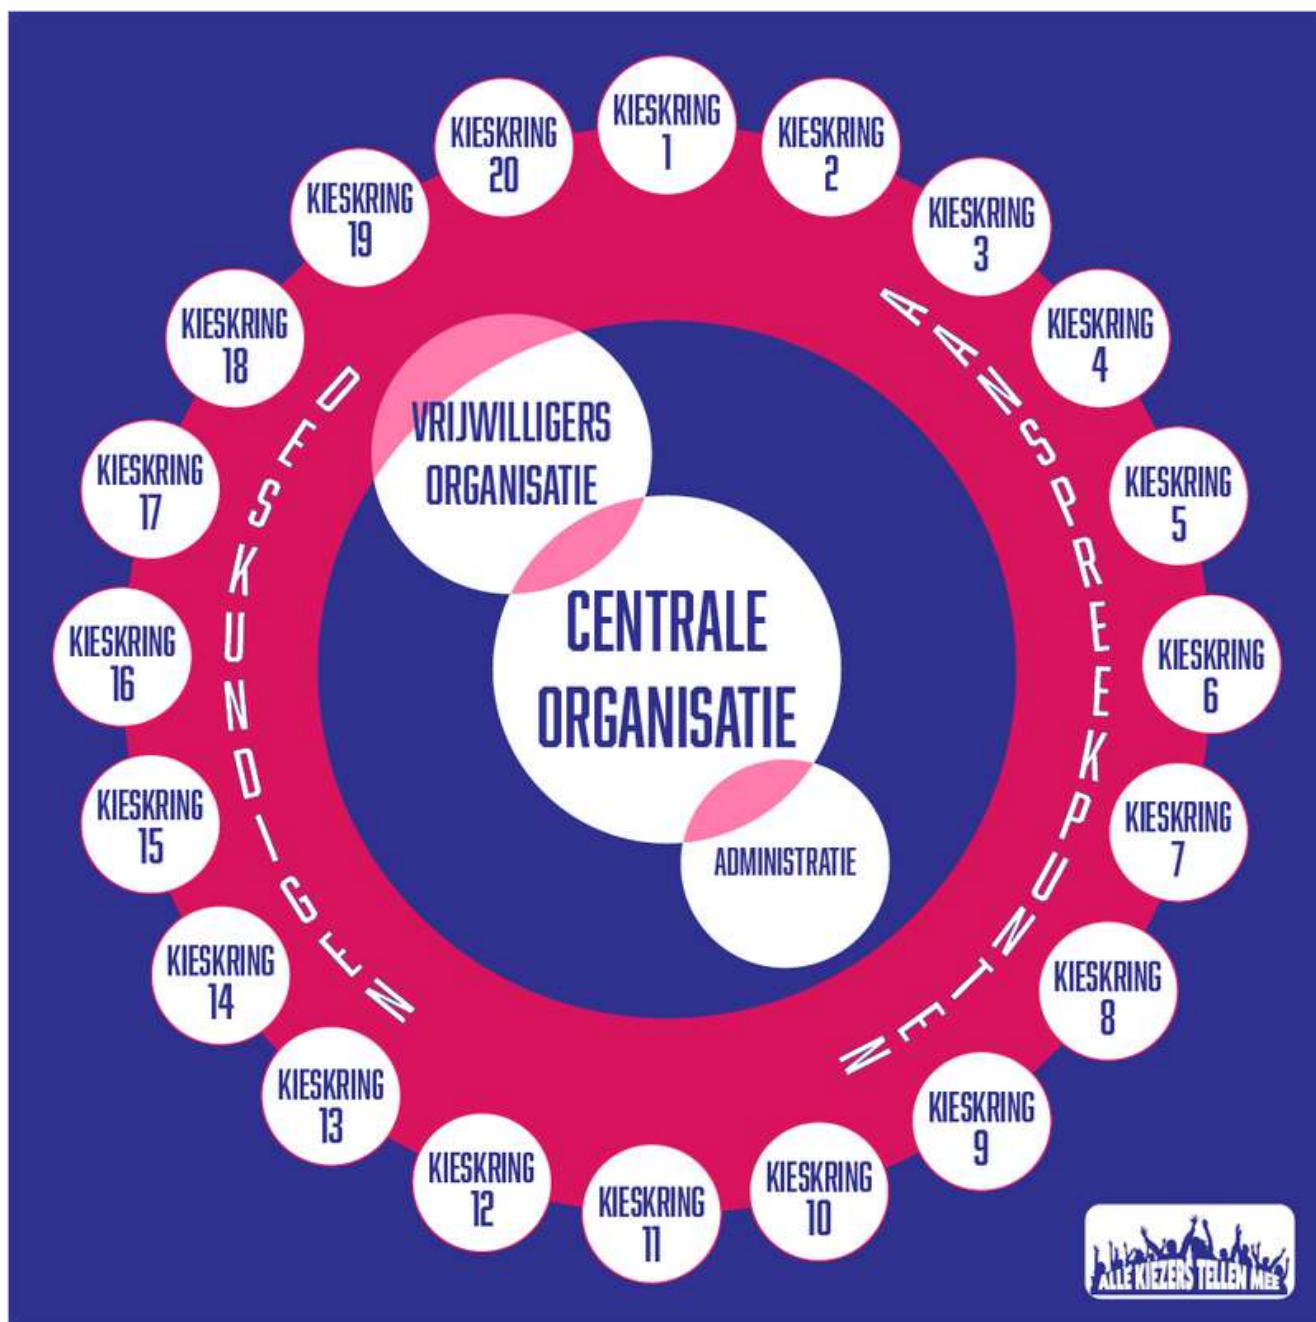 KIESKRING
1
KIESKRING
2
KIESKRING
3
KIESKRING
4
KIESKRING
5
KIESKRING
6
KIESKRING
7
KIESKRING
8
KIESKRING
9
KIESKRING
10
KIESKRING
11
KIESKRING
12
KIESKRING
13
KIESKRING
14
KIESKRING
15
KIESKRING
16
KIESKRING
17
KIESKRING
18
KIESKRING
19
KIESKRING
20
DESKUNDIGEN
AANSPREEKPUNTEN
VRIJWILLIGERS
ORGANISATIE
CENTRALE
ORGANISATIE
ADMINISTRATIE
ALLE KIEZERS TELLEN MEE